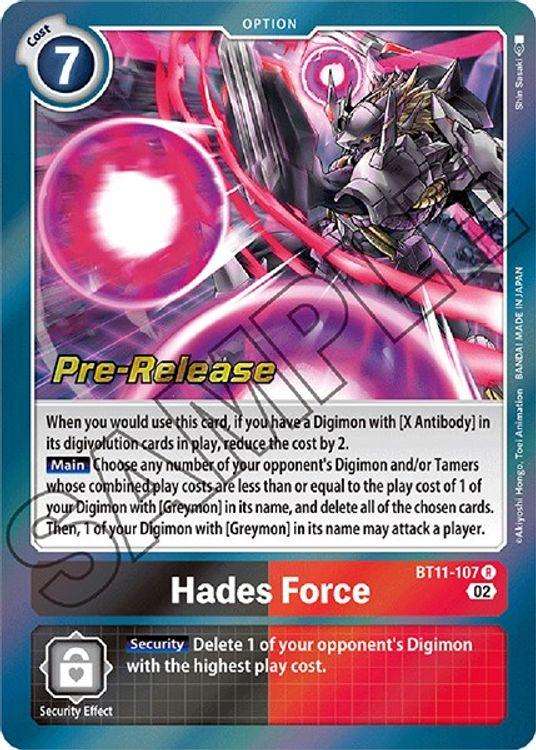 OPTION
Cost
7
Shin Sasaki
Pre-Release
©Akiyoshi Hongo, Toei Animation BANDAI MADE IN JAPAN
When you would use this card, if you have a Digimon with [X Antibody] in
its digivolution cards in play, reduce the cost by 2.
Main Choose any number of your opponent's Digimon and/or Tamers
whose combined play costs are less than or equal to the play cost of 1 of
your Digimon with [Greymon] in its name, and delete all of the chosen cards.
Then, 1 of your Digimon with [Greymon] in its name may attack a player.
BT11-107 R
Hades Force
02
Security Delete 1 of your opponent's Digimon
with the highest play cost.
Security Effect
SAMPLE